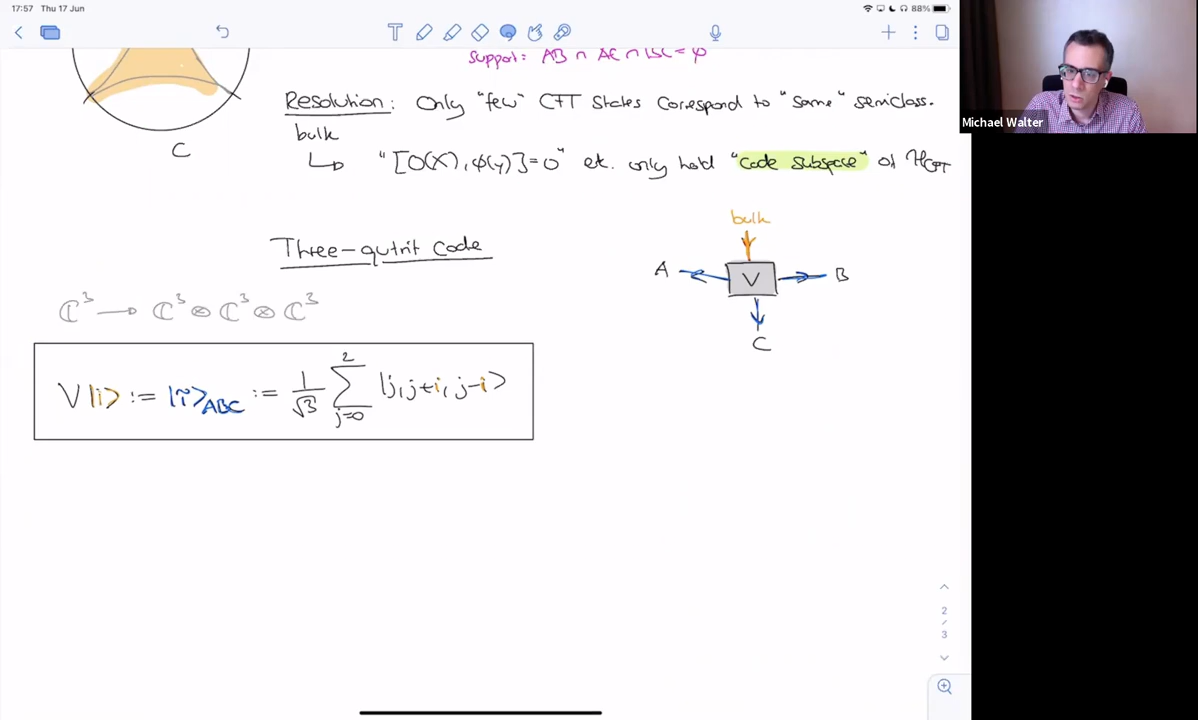 17:57 Thu 17 Jun
88%
Support: AB ∩ AC ∩ BC = φ
Resolution: Only "few" CFT states correspond to "same" semiclass.
bulk
↳ "[O(X), φ(y)]=0" etc. only hold "code subspace" of H_CFT
C
bulk
Three-qutrit code
A V B
C
ℂ³ → ℂ³ ⊗ ℂ³ ⊗ ℂ³
V|i> := |ĩ>_ABC := 1/√3 ∑_{j=0}^{2} |j, j+i, j-i>
Michael Walter
2
/
3